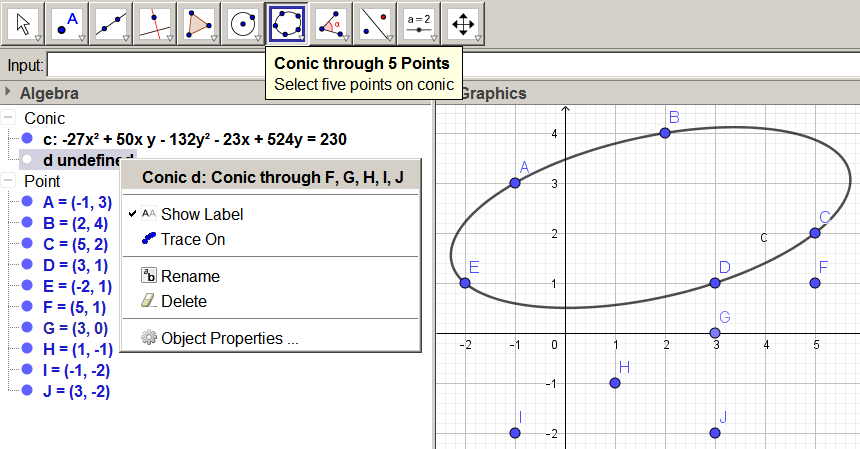 A
α
a = 2
Input:
Conic through 5 Points
Select five points on conic
Algebra
Graphics
Conic
c: -27x² + 50x y - 132y² - 23x + 524y = 230
d undefined
Conic d: Conic through F, G, H, I, J
AA Show Label
Trace On
ab Rename
Delete
Object Properties ...
Point
A = (-1, 3)
B = (2, 4)
C = (5, 2)
D = (3, 1)
E = (-2, 1)
F = (5, 1)
G = (3, 0)
H = (1, -1)
I = (-1, -2)
J = (3, -2)
B
4
A
3
C
2
c
E
D
F
1
G
-2 -1 0 1 2 3 4 5
H
-1
I
J
-2